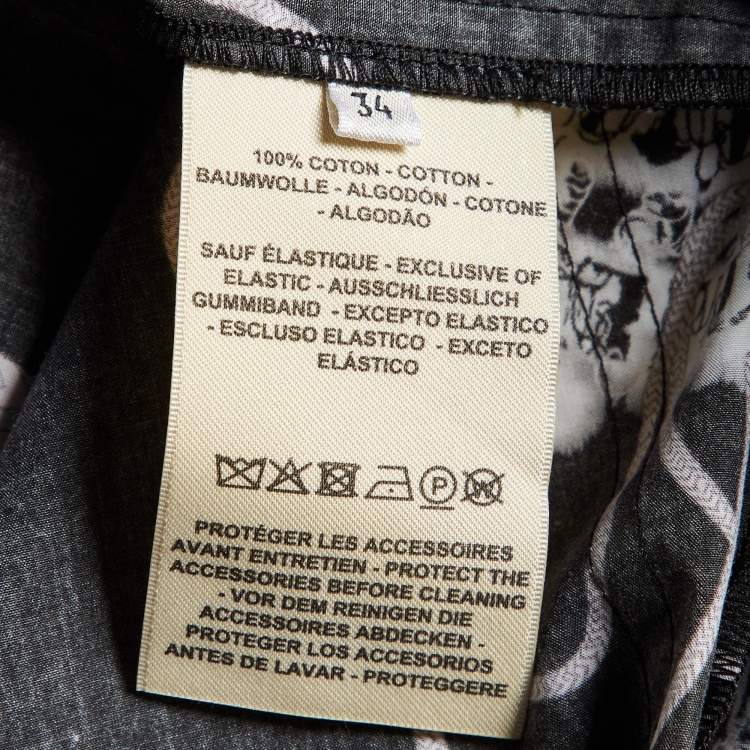 34
100% COTON - COTTON -
BAUMWOLLE - ALGODÓN - COTONE
- ALGODÃO
SAUF ÉLASTIQUE - EXCLUSIVE OF
ELASTIC - AUSSCHLIESSLICH
GUMMIBAND - EXCEPTO ELASTICO
- ESCLUSO ELASTICO - EXCETO
ELÁSTICO
P
W
PROTÉGER LES ACCESSOIRES
AVANT ENTRETIEN - PROTECT THE
ACCESSORIES BEFORE CLEANING
- VOR DEM REINIGEN DIE
ACCESSOIRES ABDECKEN -
PROTEGER LOS ACCESORIOS
ANTES DE LAVAR - PROTEGGERE